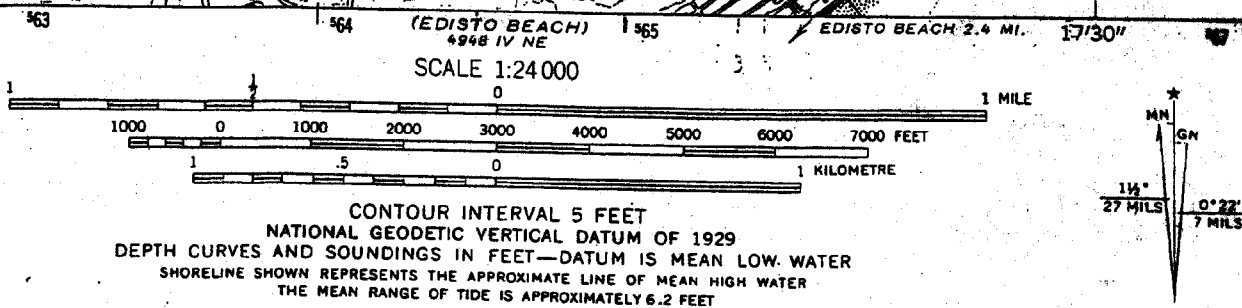 563 564 (EDISTO BEACH) 565 EDISTO BEACH 2.4 MI. 17'30"
4948 IV NE
SCALE 1:24 000
1 ½ 0 1 MILE
1000 0 1000 2000 3000 4000 5000 6000 7000 FEET
1 .5 0 1 KILOMETRE
CONTOUR INTERVAL 5 FEET
NATIONAL GEODETIC VERTICAL DATUM OF 1929
DEPTH CURVES AND SOUNDINGS IN FEET—DATUM IS MEAN LOW WATER
SHORELINE SHOWN REPRESENTS THE APPROXIMATE LINE OF MEAN HIGH WATER
THE MEAN RANGE OF TIDE IS APPROXIMATELY 6.2 FEET
MN
GN
1½°
27 MILS
0°22'
7 MILS